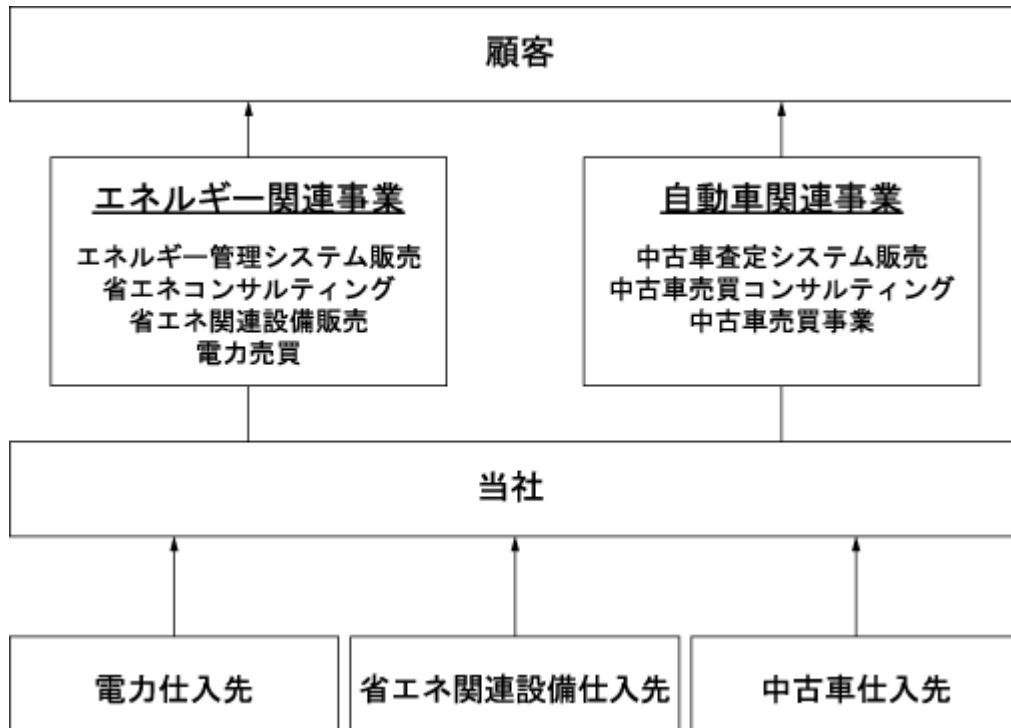 顧客
エネルギー関連事業
エネルギー管理システム販売
省エネコンサルティング
省エネ関連設備販売
電力売買
自動車関連事業
中古車査定システム販売
中古車売買コンサルティング
中古車売買事業
当社
電力仕入先
省エネ関連設備仕入先
中古車仕入先